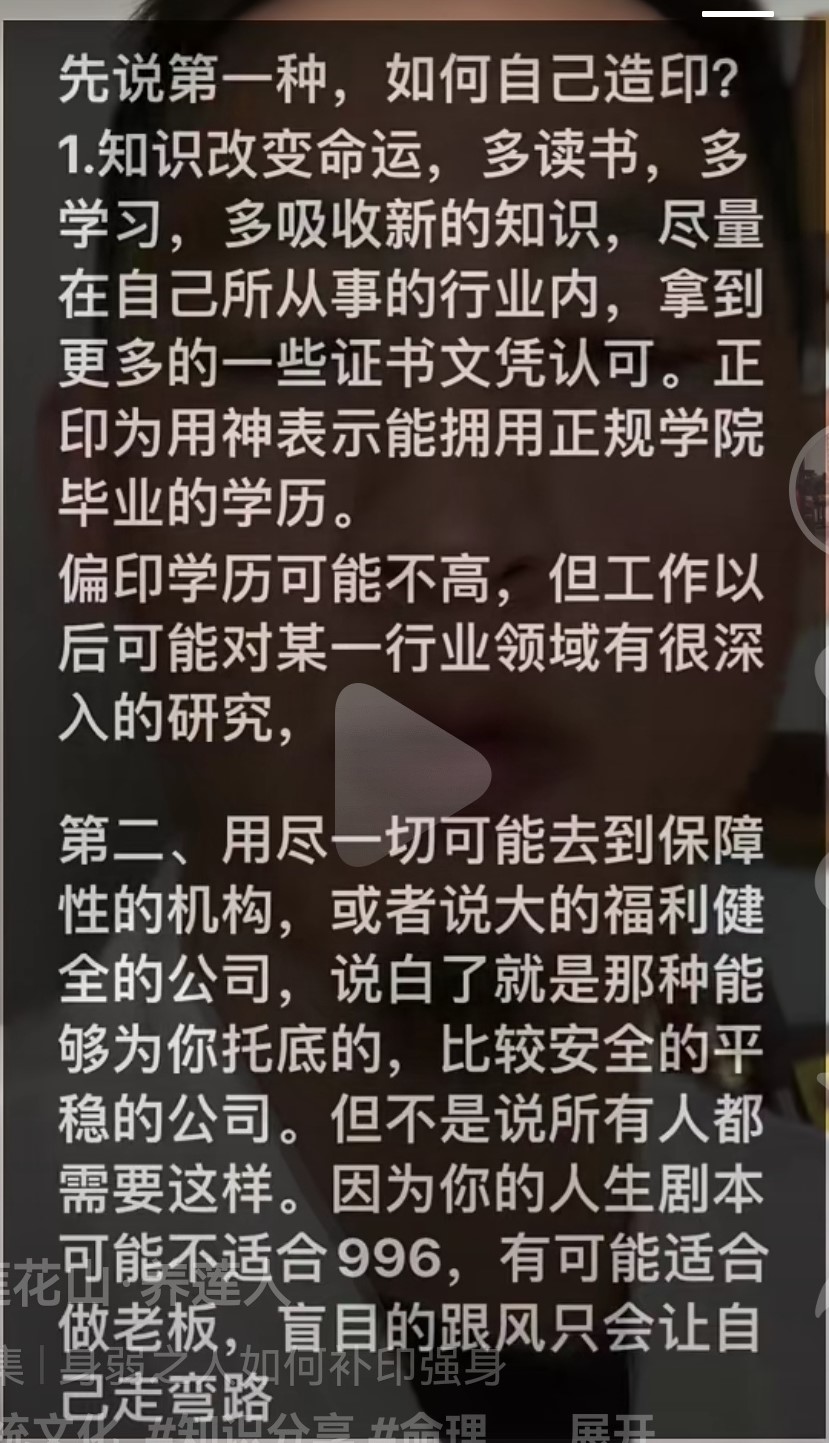 先说第一种，如何自己造印？
1.知识改变命运，多读书，多
学习，多吸收新的知识，尽量
在自己所从事的行业内，拿到
更多的一些证书文凭认可。正
印为用神表示能拥用正规学院
毕业的学历。
偏印学历可能不高，但工作以
后可能对某一行业领域有很深
入的研究，
第二、用尽一切可能去到保障
性的机构，或者说大的福利健
全的公司，说白了就是那种能
够为你托底的，比较安全的平
稳的公司。但不是说所有人都
需要这样。因为你的人生剧本
可能不适合996，有可能适合
莲花山·养莲人
做老板，盲目的跟风只会让自
集 | 身弱之人如何补印强身
己走弯路
统文化 #知识分享 #命理 展开